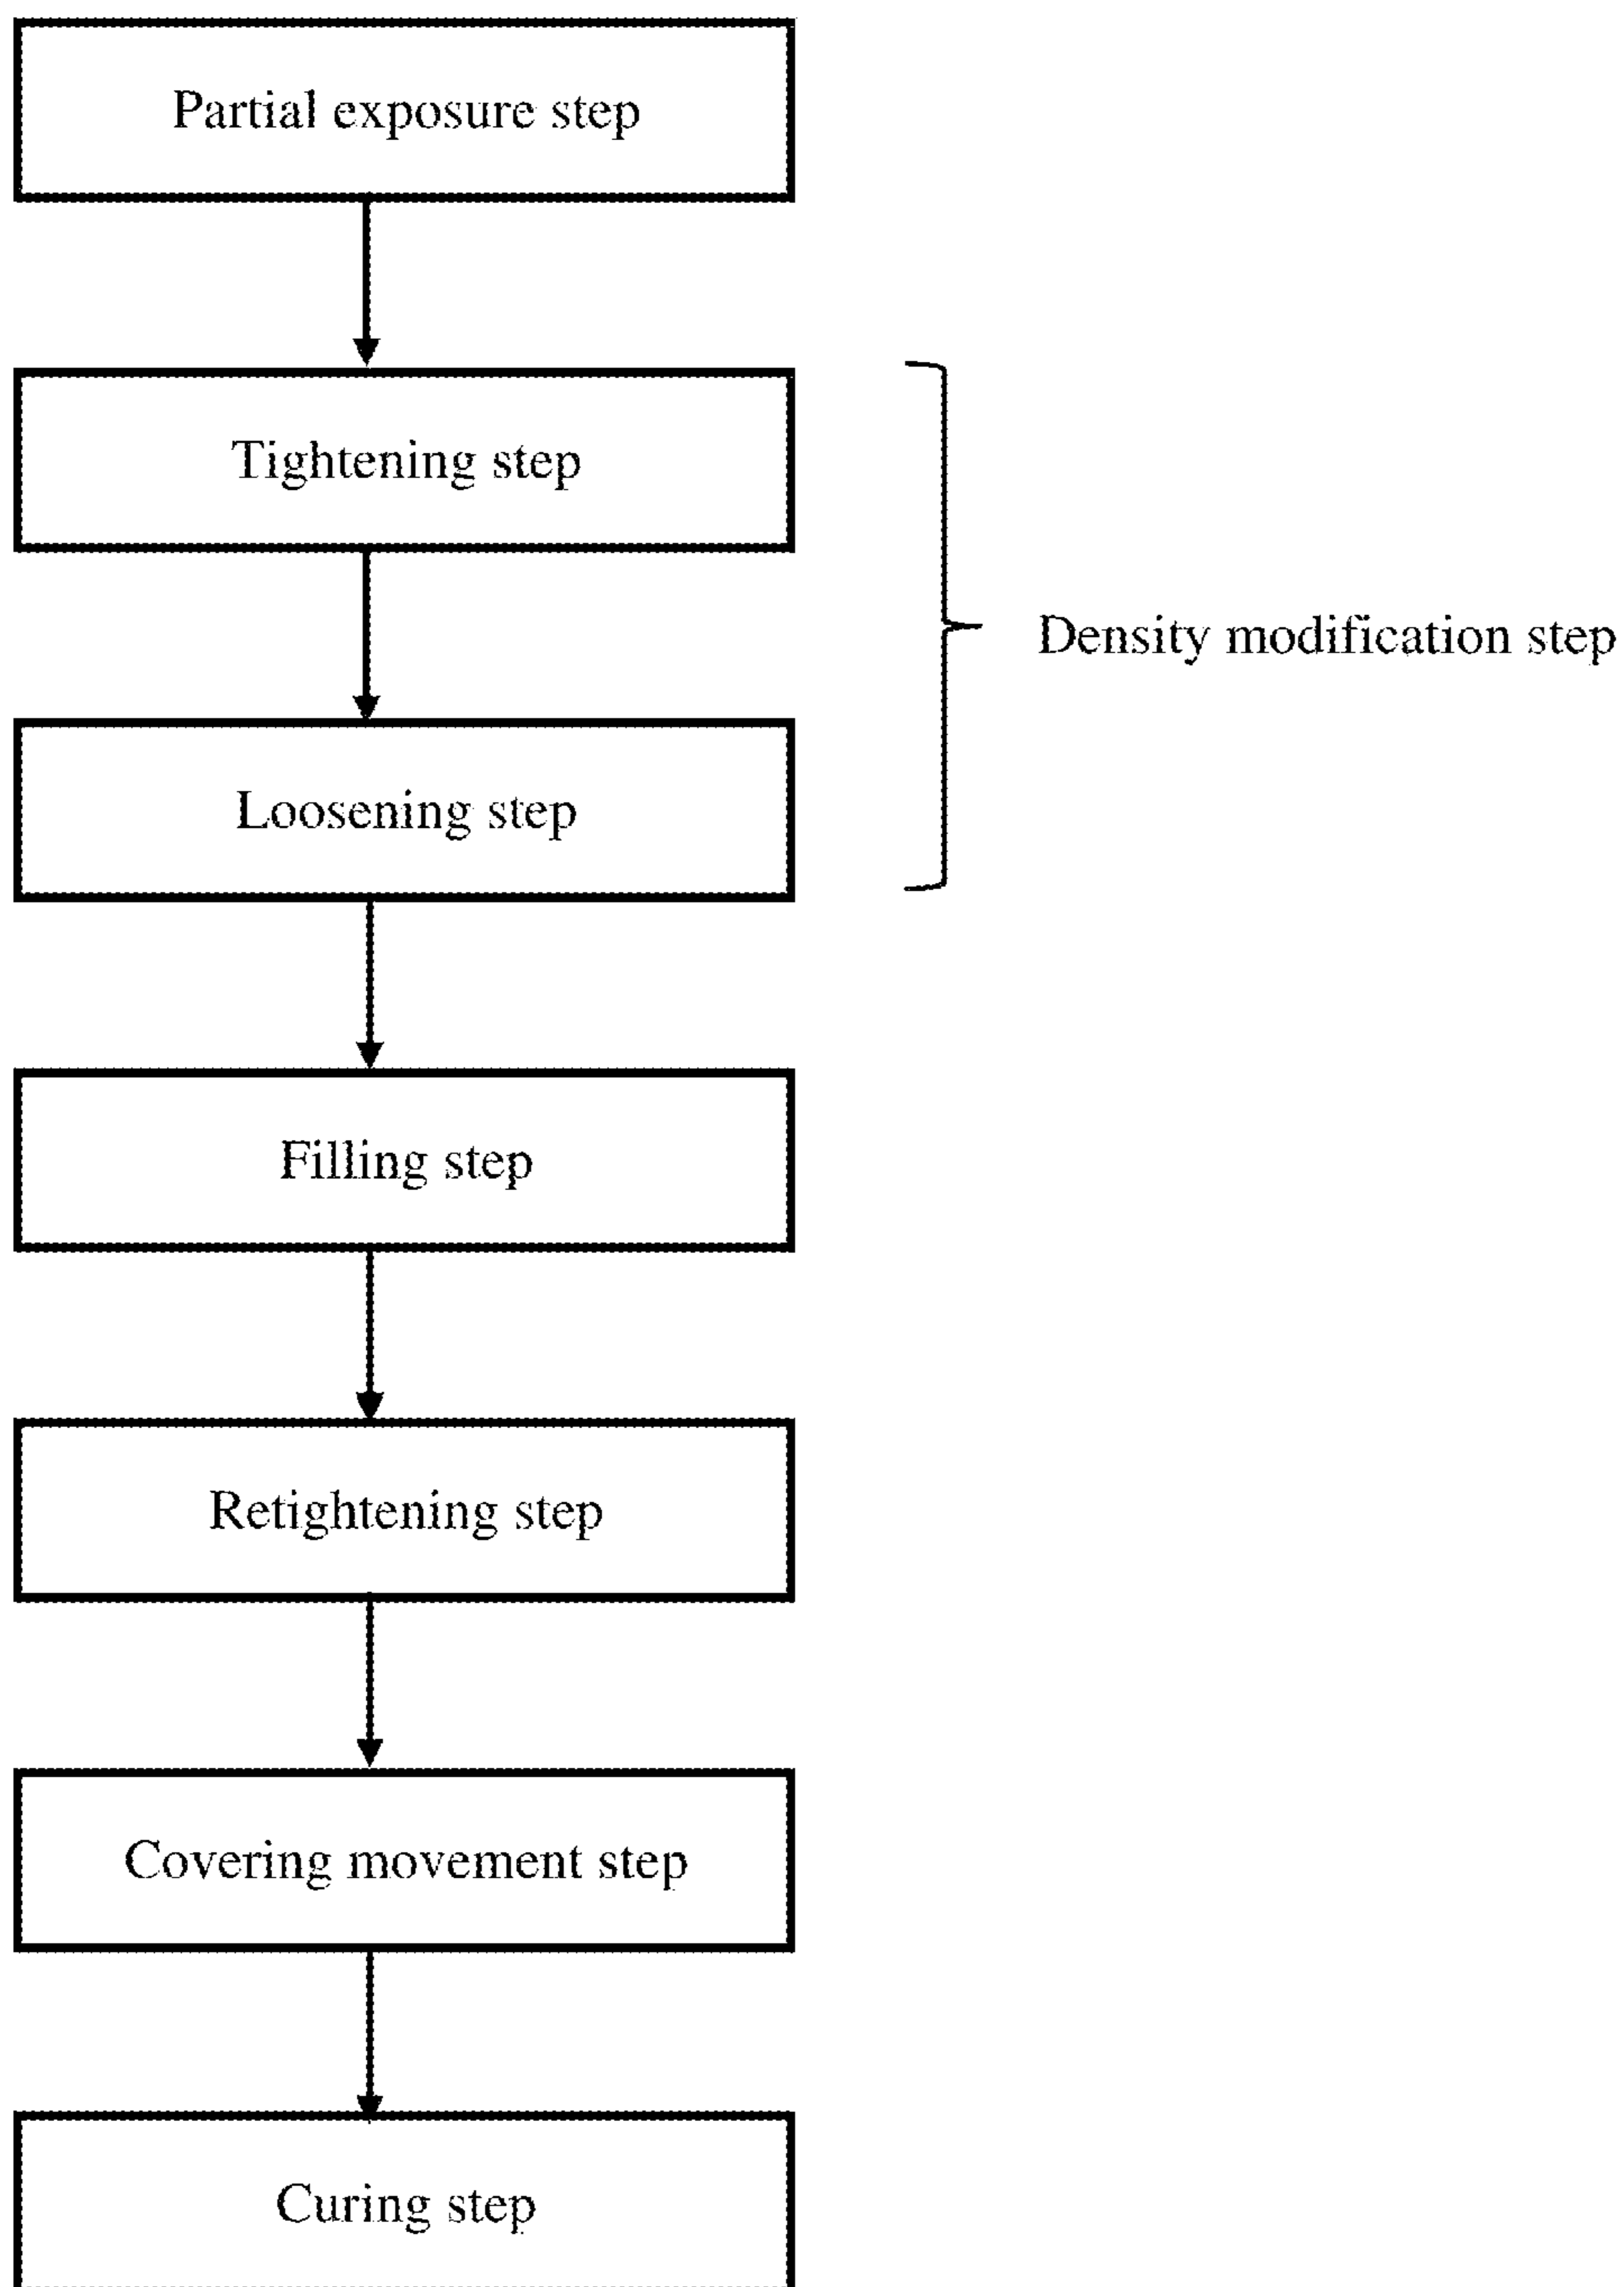 Partial exposure step
Tightening step
Density modification step
Loosening step
Filling step
Retightening step
Covering movement step
Curing step